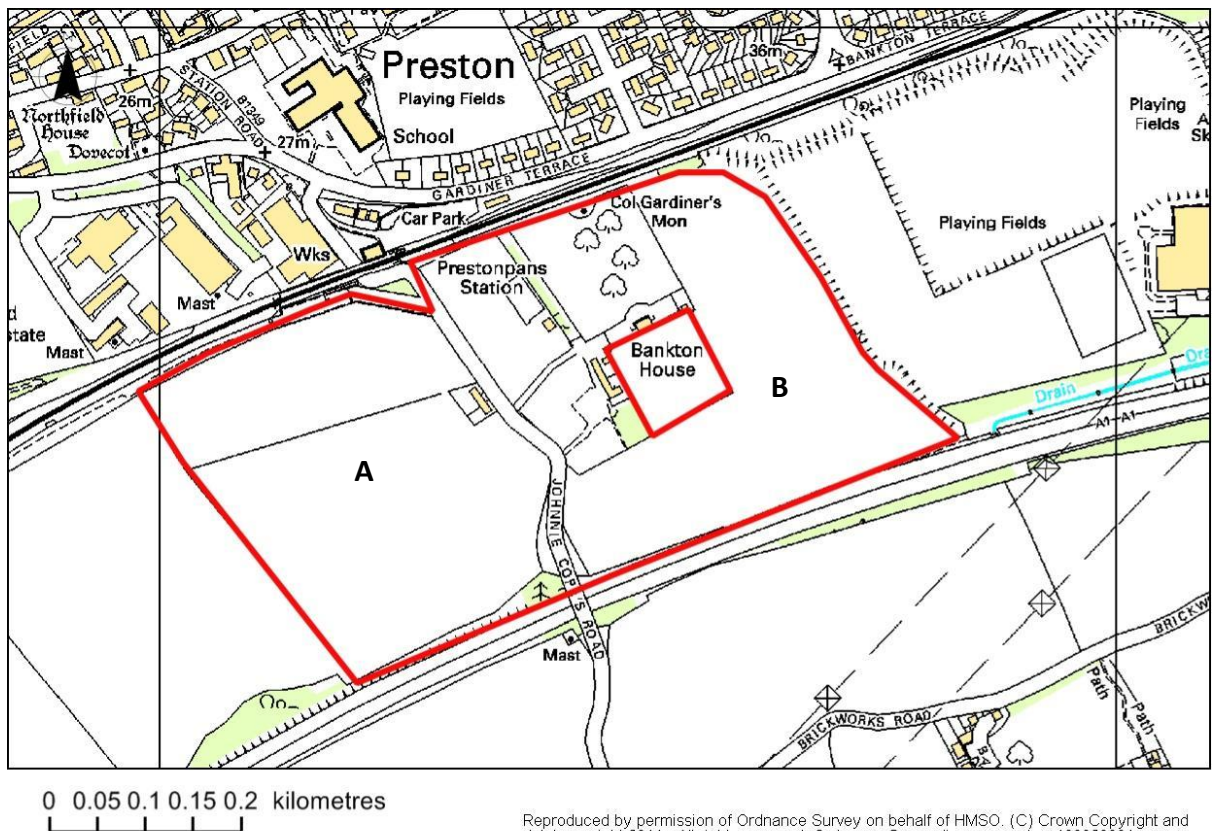 Preston
Playing Fields
School
STATION ROAD
B1349
26m
27m
36m
Northfield
House
Dovecot
GARDINER TERRACE
BANKTON TERRACE
Car Park
Wks
Mast
Mast
Prestonpans
Station
Col Gardiner's
Mon
Bankton
House
Playing
Fields
Playing Fields
A
B
Drain
A1
A1
JOHNNIE COPE'S ROAD
Mast
BRICKWORKS ROAD
Path
Path
0 0.05 0.1 0.15 0.2 kilometres
Reproduced by permission of Ordnance Survey on behalf of HMSO. (C) Crown Copyright and